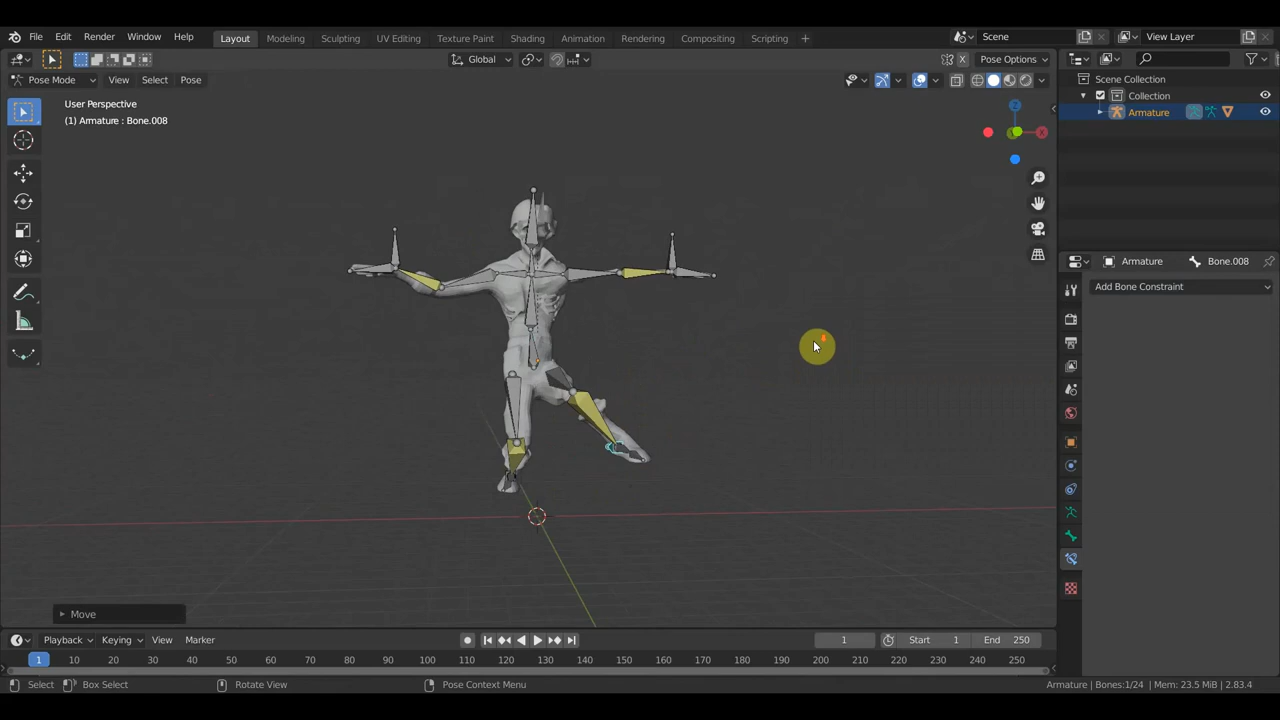 File Edit Render Window Help Layout Modeling Sculpting UV Editing Texture Paint Shading Animation Rendering Compositing Scripting + Scene View Layer
Global Pose Options
Pose Mode View Select Pose
User Perspective
(1) Armature : Bone.008
Z
X
Scene Collection
Collection
Armature
Armature Bone.008
Add Bone Constraint
Move
Playback Keying View Marker 1 Start 1 End 250
1 10 20 30 40 50 60 70 80 90 100 110 120 130 140 150 160 170 180 190 200 210 220 230 240 250
Select Box Select Rotate View Pose Context Menu Armature | Bones:1/24 | Mem: 23.5 MiB | 2.83.4